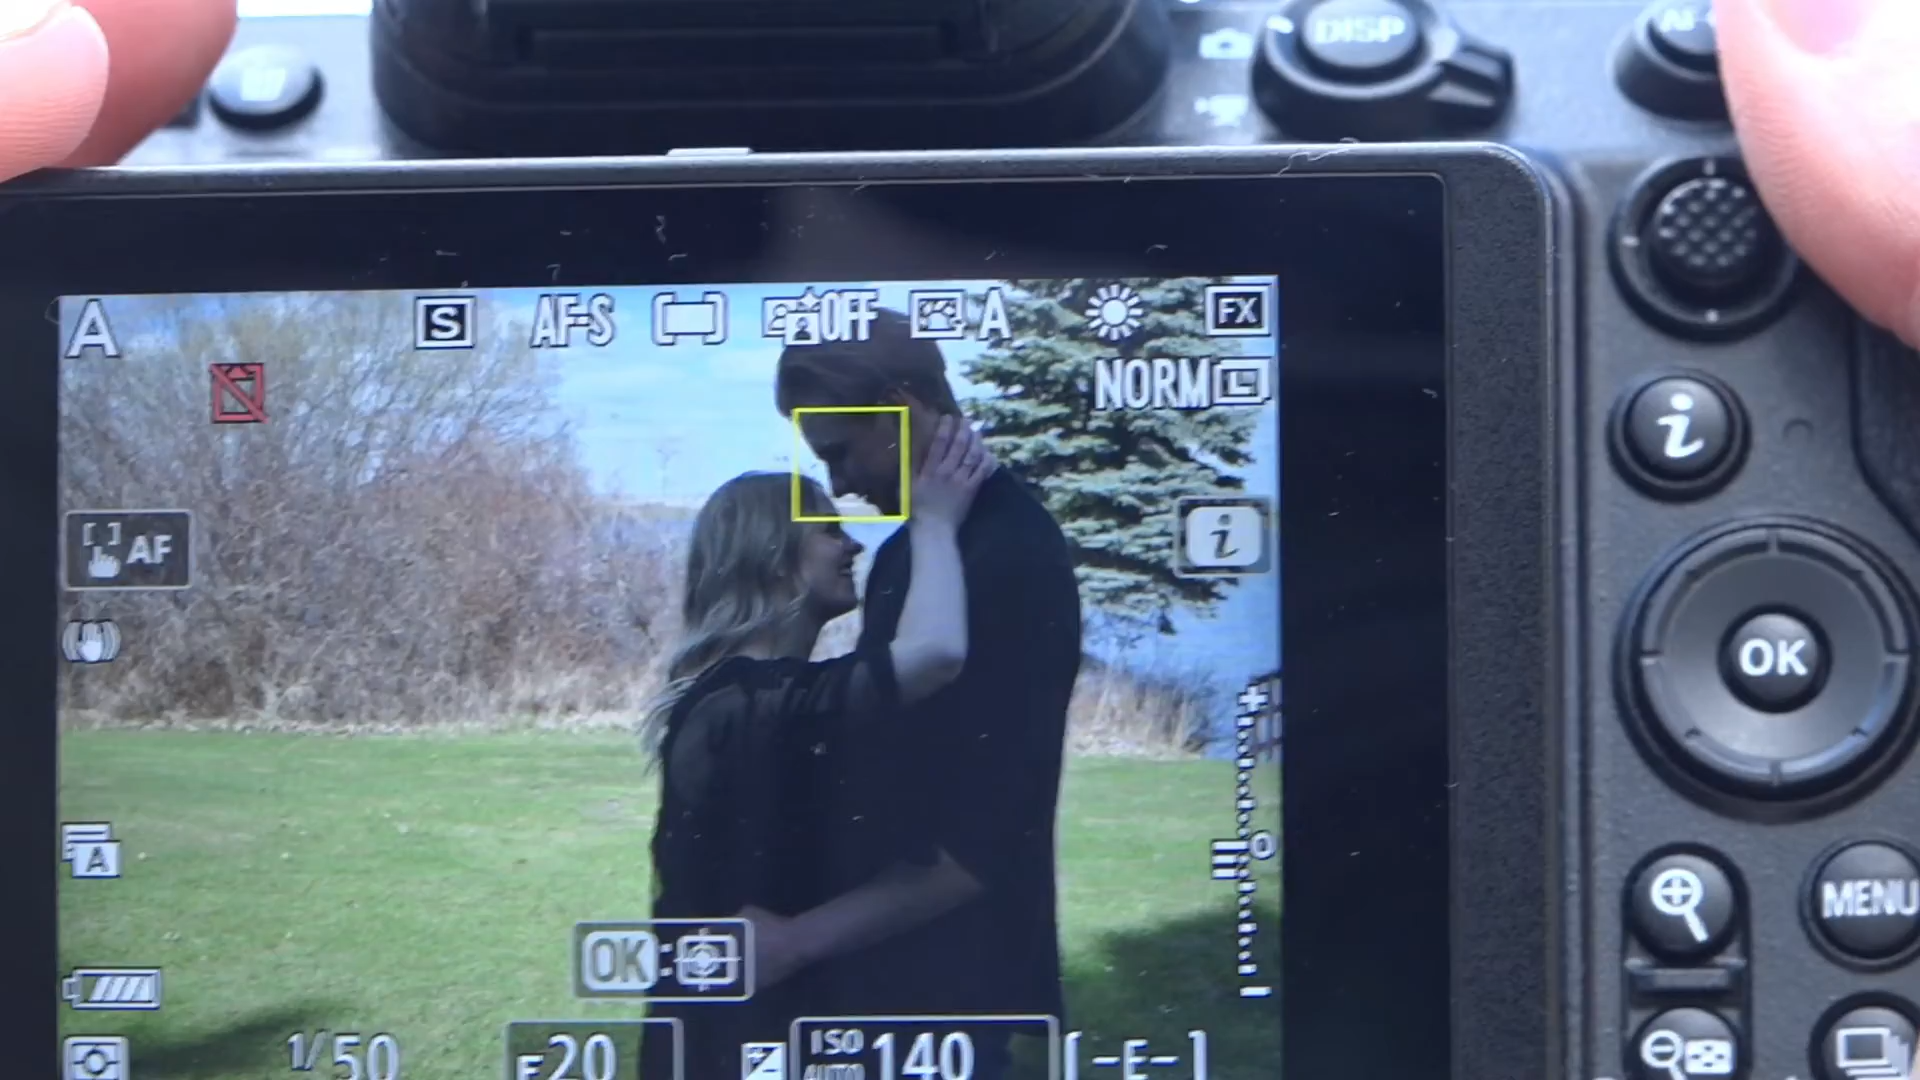 DISP
A S AF-S OFF A FX
NORM L
i
AF
i
OK
A
OK:
MENU
1/50 F20 ISO AUTO 140 [-E-]